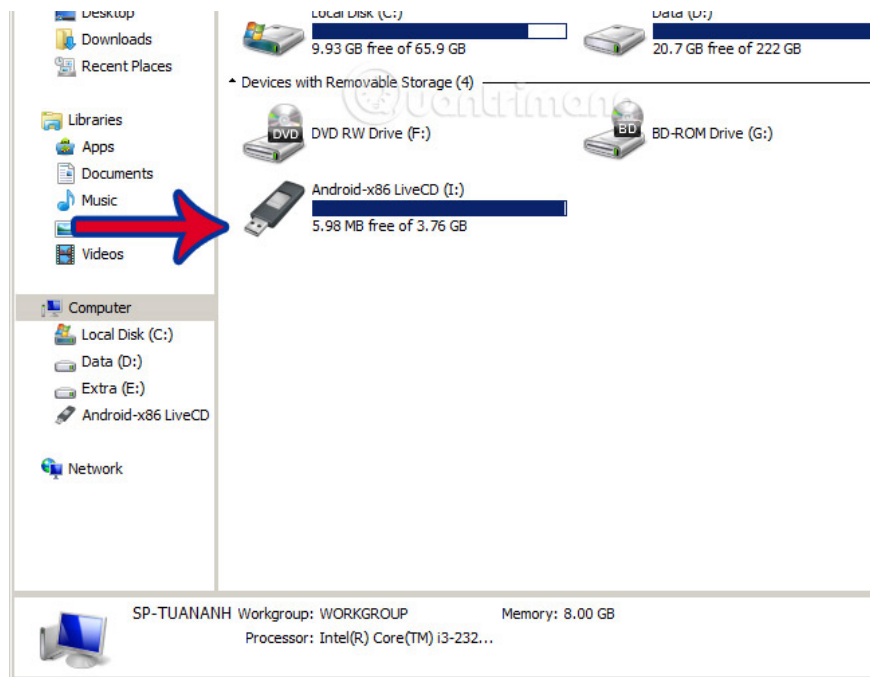 Desktop
Downloads
Recent Places
Libraries
Apps
Documents
Music
Videos
Computer
Local Disk (C:)
Data (D:)
Extra (E:)
Android-x86 LiveCD
Network
Local Disk (C:)
9.93 GB free of 65.9 GB
Data (D:)
20.7 GB free of 222 GB
Devices with Removable Storage (4)
Quantrimang
DVD
DVD RW Drive (F:)
BD
BD-ROM Drive (G:)
Android-x86 LiveCD (I:)
5.98 MB free of 3.76 GB
SP-TUANANH Workgroup: WORKGROUP Memory: 8.00 GB
Processor: Intel(R) Core(TM) i3-232...